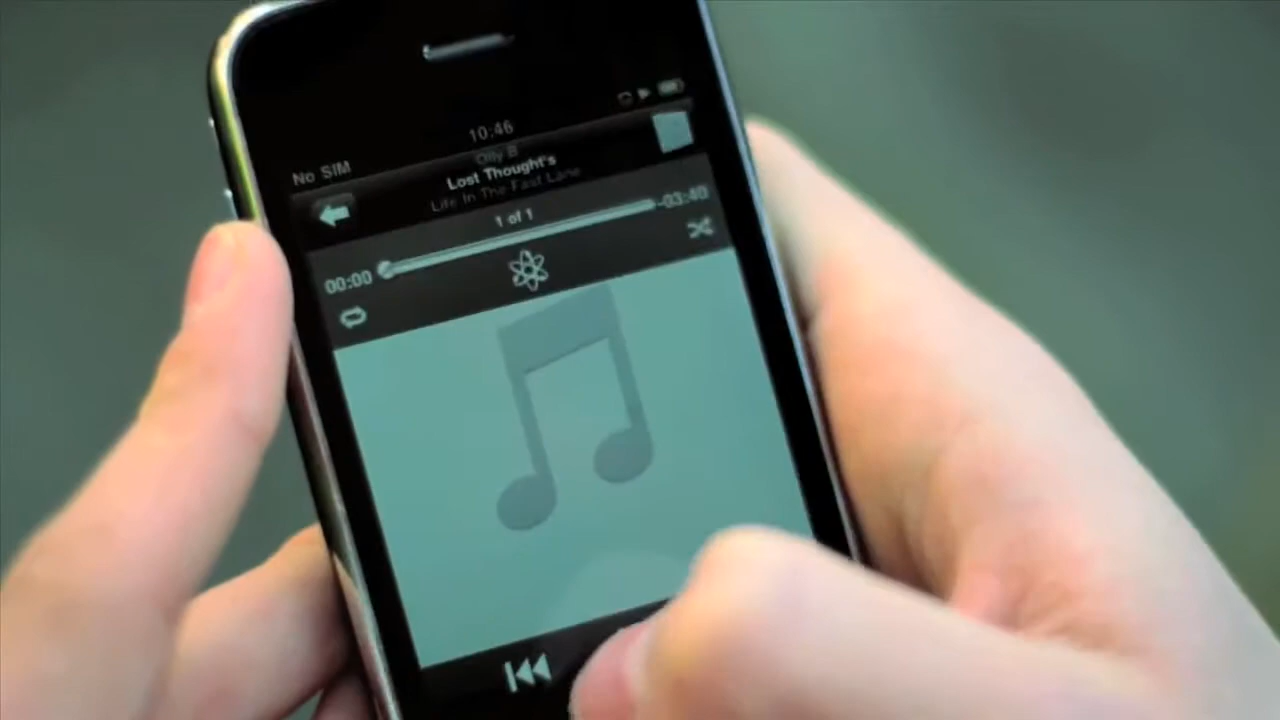 No SIM
10:46
Olly B
Lost Thought's
Life In The Fast Lane
1 of 1
00:00
-03:40